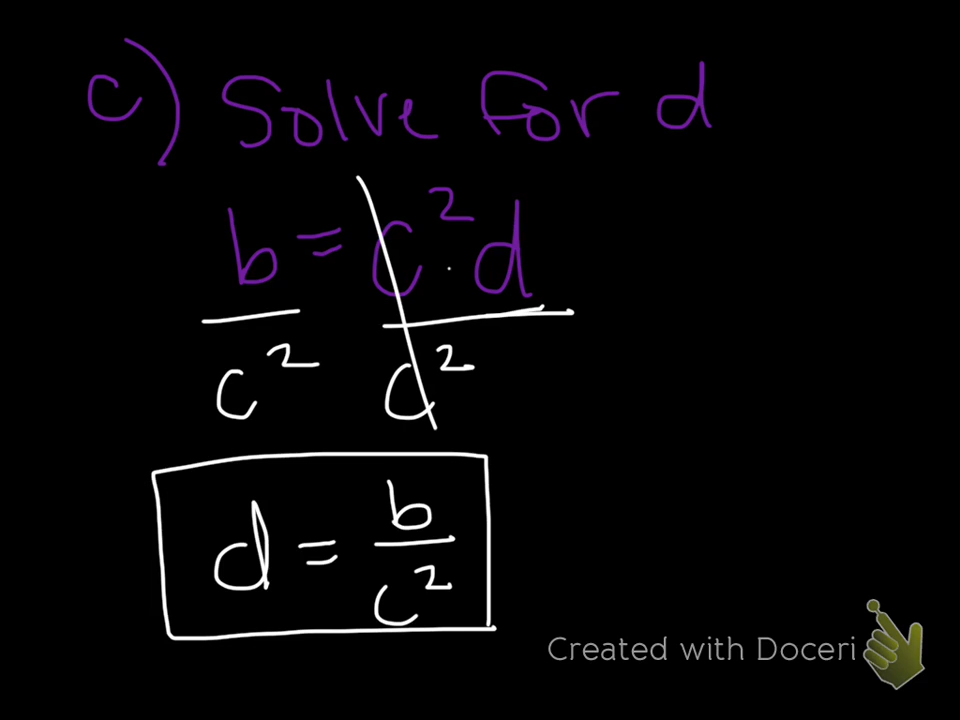 c) Solve For d
b = c² d
c² c²
d = b/c²
Created with Doceri